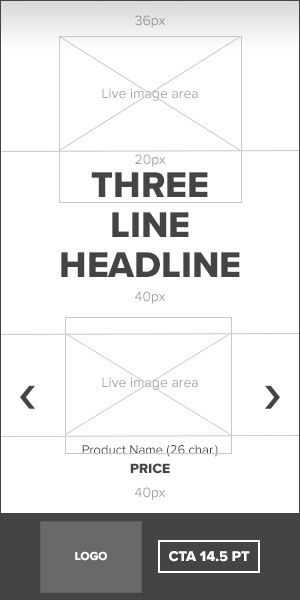 36px
Live image area
20px
THREE
LINE
HEADLINE
40px
Live image area
❮ ❯
Product Name (26 char.)
PRICE
40px
LOGO
CTA 14.5 PT